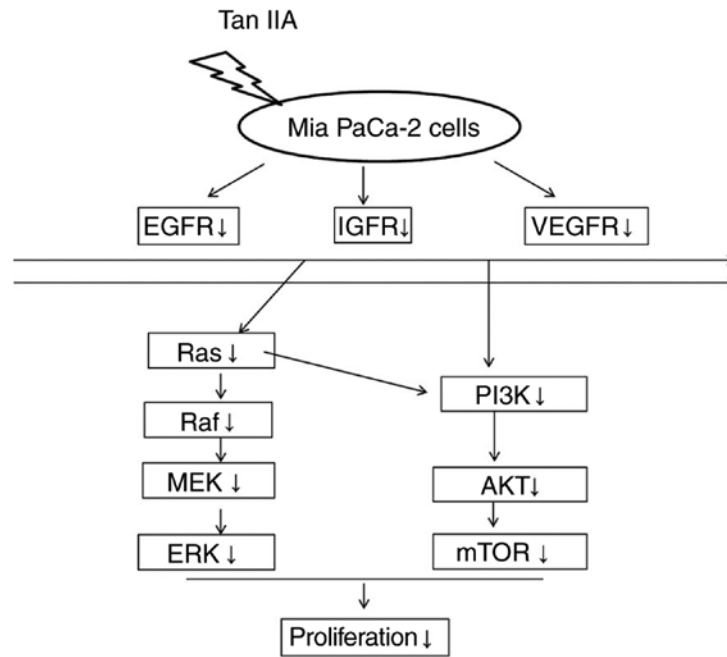 Tan IIA
Mia PaCa-2 cells
EGFR↓
IGFR↓
VEGFR↓
Ras↓
PI3K↓
Raf↓
MEK↓
AKT↓
ERK↓
mTOR↓
Proliferation↓